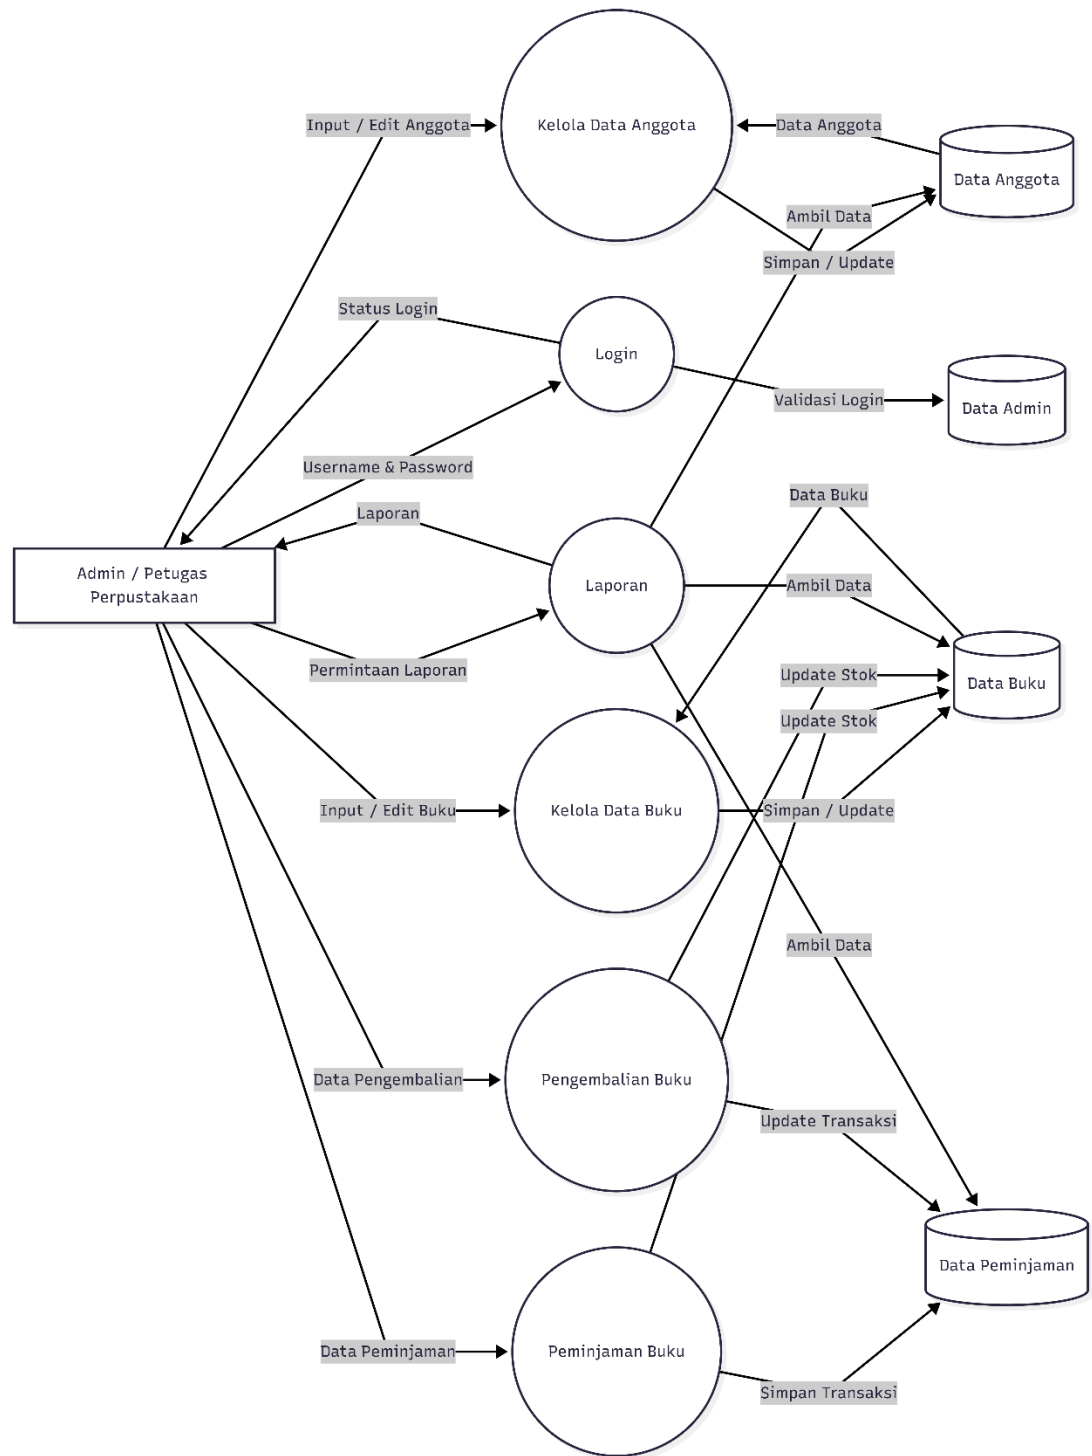 Input / Edit Anggota
Kelola Data Anggota
Data Anggota
Data Anggota
Ambil Data
Simpan / Update
Status Login
Login
Validasi Login
Data Admin
Username & Password
Data Buku
Laporan
Admin / Petugas
Perpustakaan
Laporan
Ambil Data
Permintaan Laporan
Update Stok
Data Buku
Update Stok
Input / Edit Buku
Kelola Data Buku
Simpan / Update
Ambil Data
Data Pengembalian
Pengembalian Buku
Update Transaksi
Data Peminjaman
Data Peminjaman
Peminjaman Buku
Simpan Transaksi